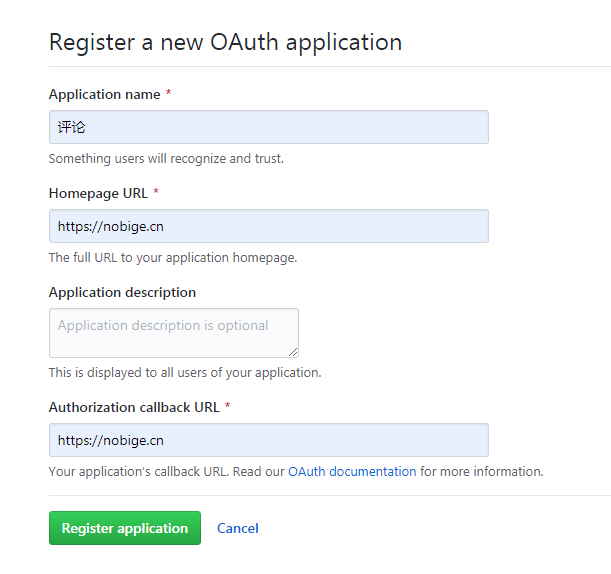 Register a new OAuth application
Application name *
评论
Something users will recognize and trust.
Homepage URL *
https://nobige.cn
The full URL to your application homepage.
Application description
Application description is optional
This is displayed to all users of your application.
Authorization callback URL *
https://nobige.cn
Your application's callback URL. Read our OAuth documentation for more information.
Register application Cancel